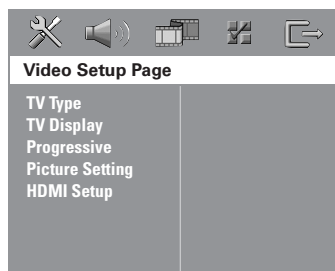 Video Setup Page
TV Type
TV Display
Progressive
Picture Setting
HDMI Setup